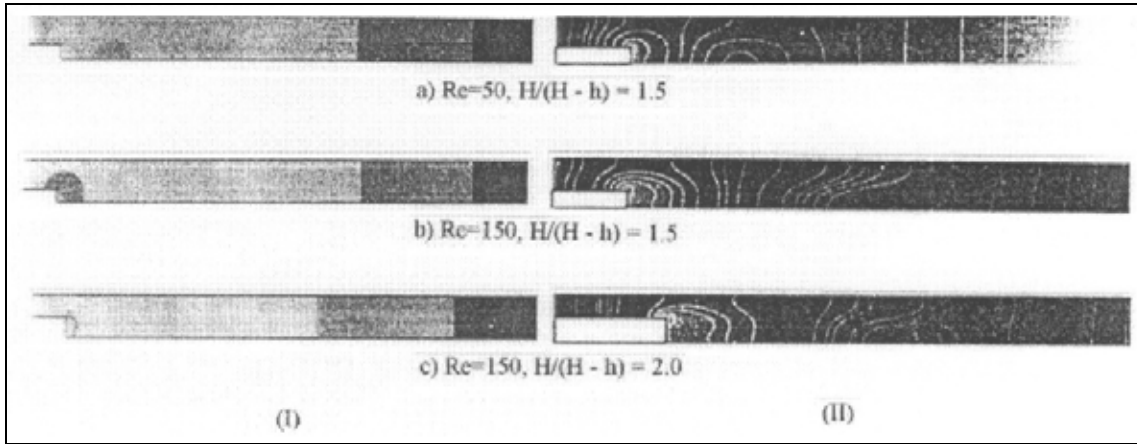 a) Re=50, H/(H - h) = 1.5
b) Re=150, H/(H - h) = 1.5
c) Re=150, H/(H - h) = 2.0
(I)
(II)